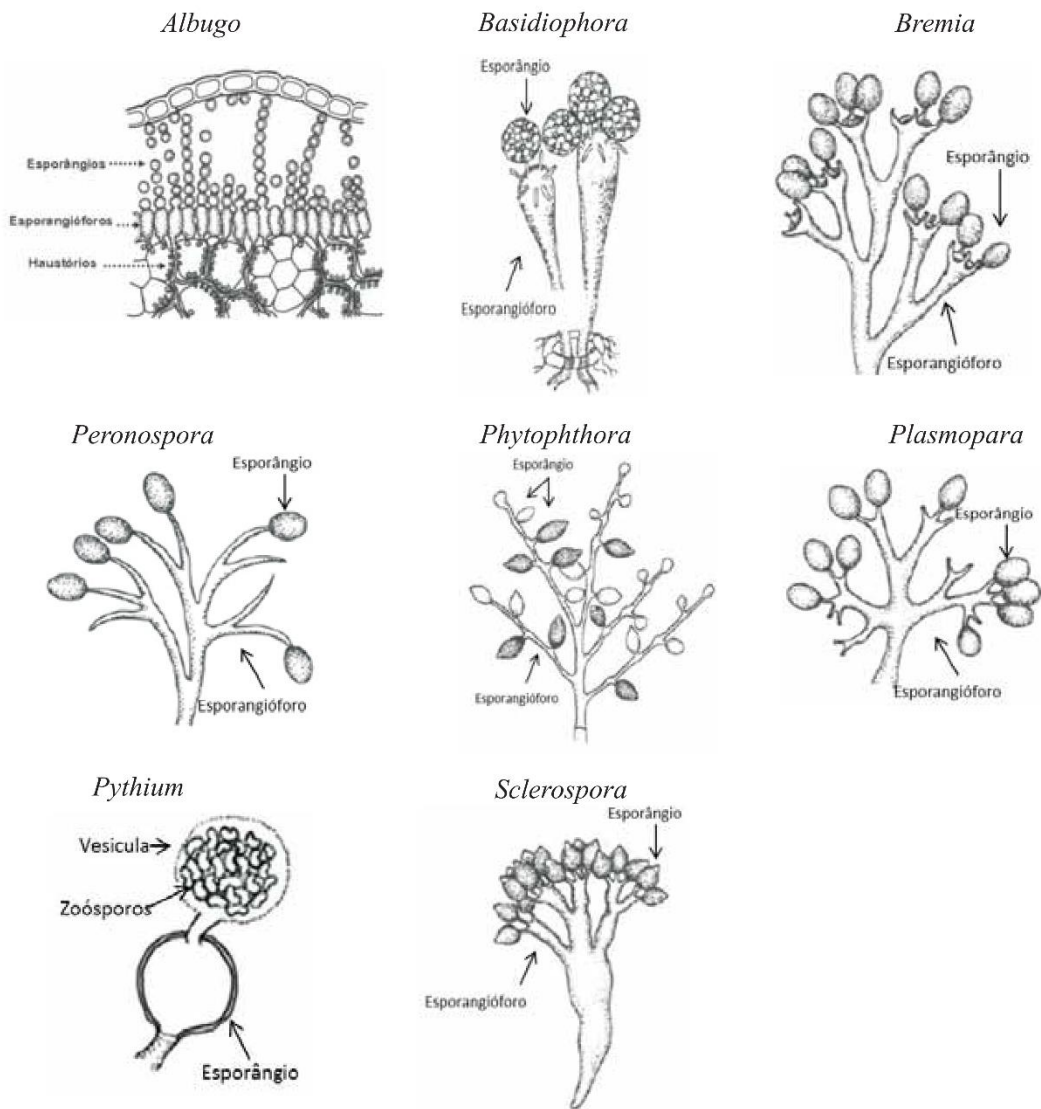 Albugo
Basidiophora
Bremia
Esporângios
Esporangióforos
Haustórios
Esporângio
Esporangióforo
Esporângio
Esporangióforo
Peronospora
Phytophthora
Plasmopara
Esporângio
Esporangióforo
Esporângio
Esporangióforo
Esporângio
Esporangióforo
Pythium
Sclerospora
Vesicula
Zoósporos
Esporângio
Esporângio
Esporangióforo